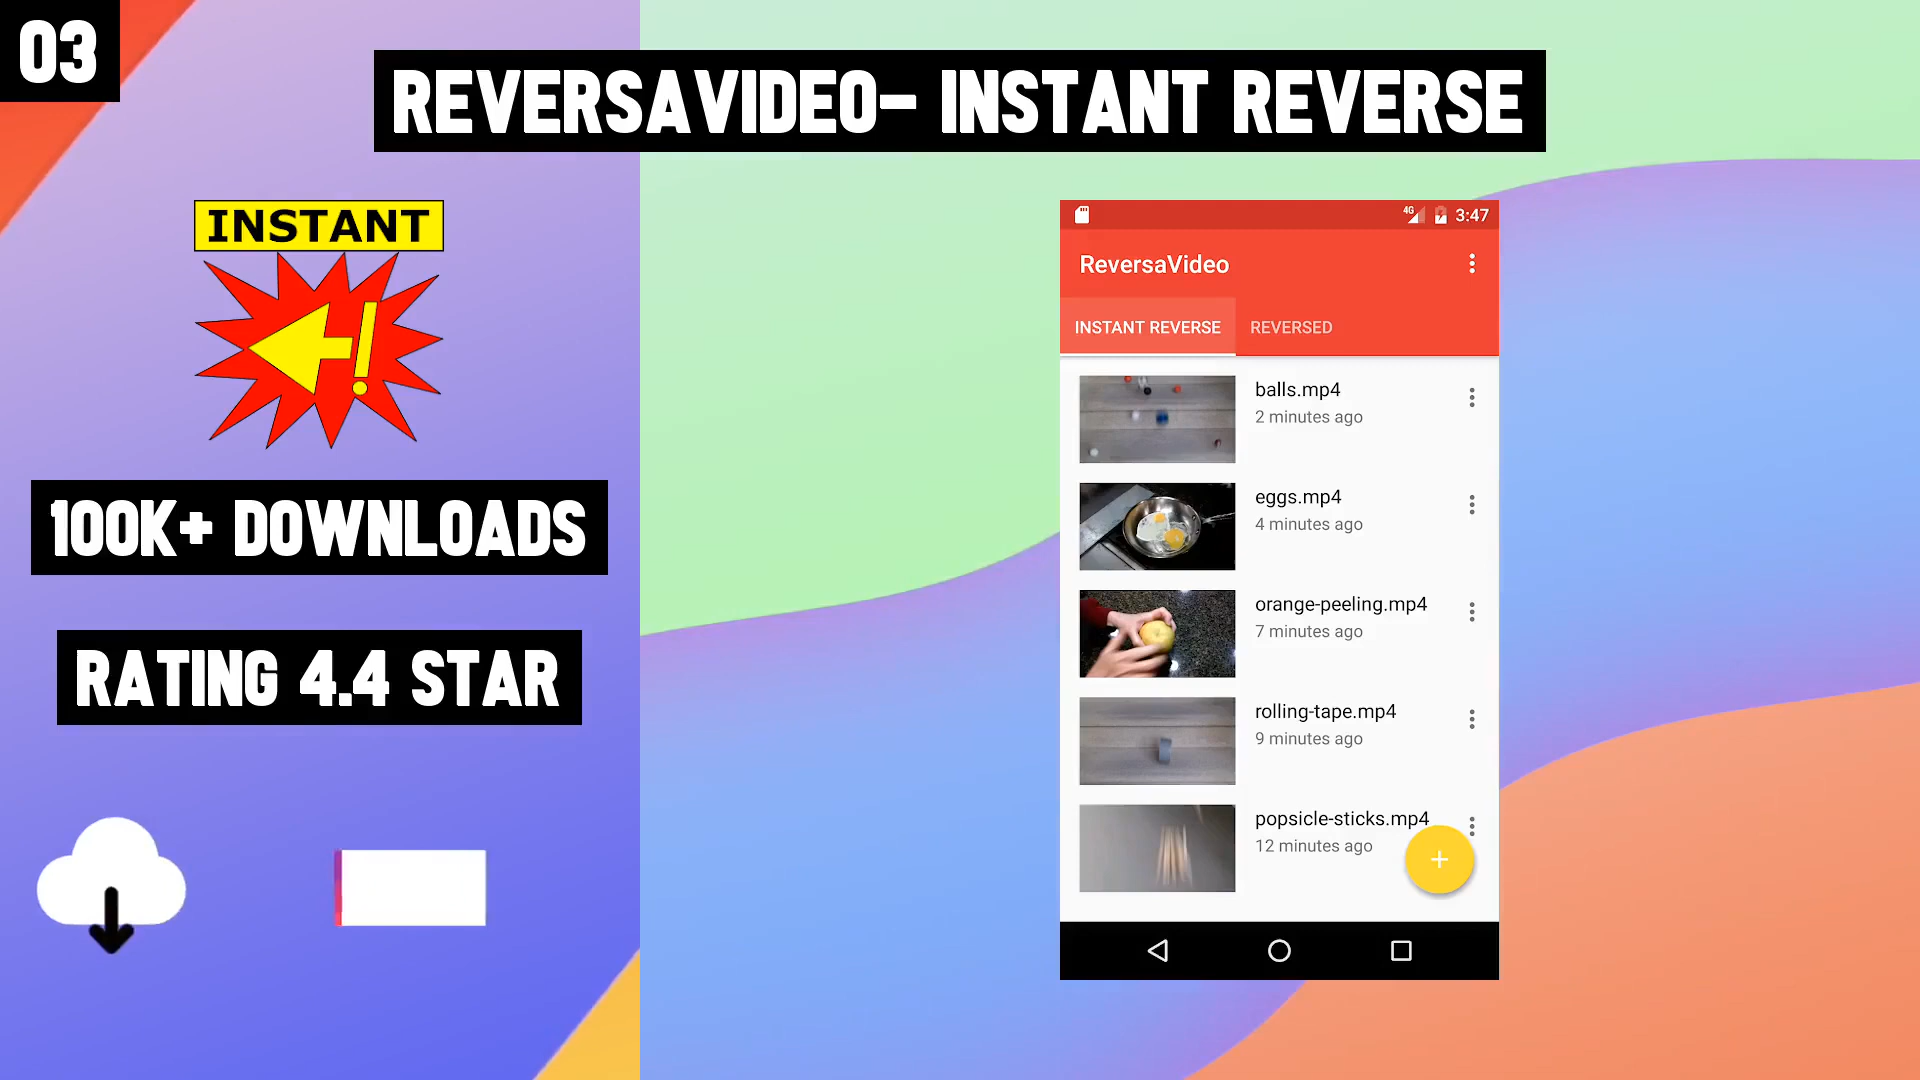 03
REVERSAVIDEO- INSTANT REVERSE
INSTANT
!
100K+ DOWNLOADS
RATING 4.4 STAR
4G 3:47
ReversaVideo
INSTANT REVERSE REVERSED
balls.mp4
2 minutes ago
eggs.mp4
4 minutes ago
orange-peeling.mp4
7 minutes ago
rolling-tape.mp4
9 minutes ago
popsicle-sticks.mp4
12 minutes ago
+